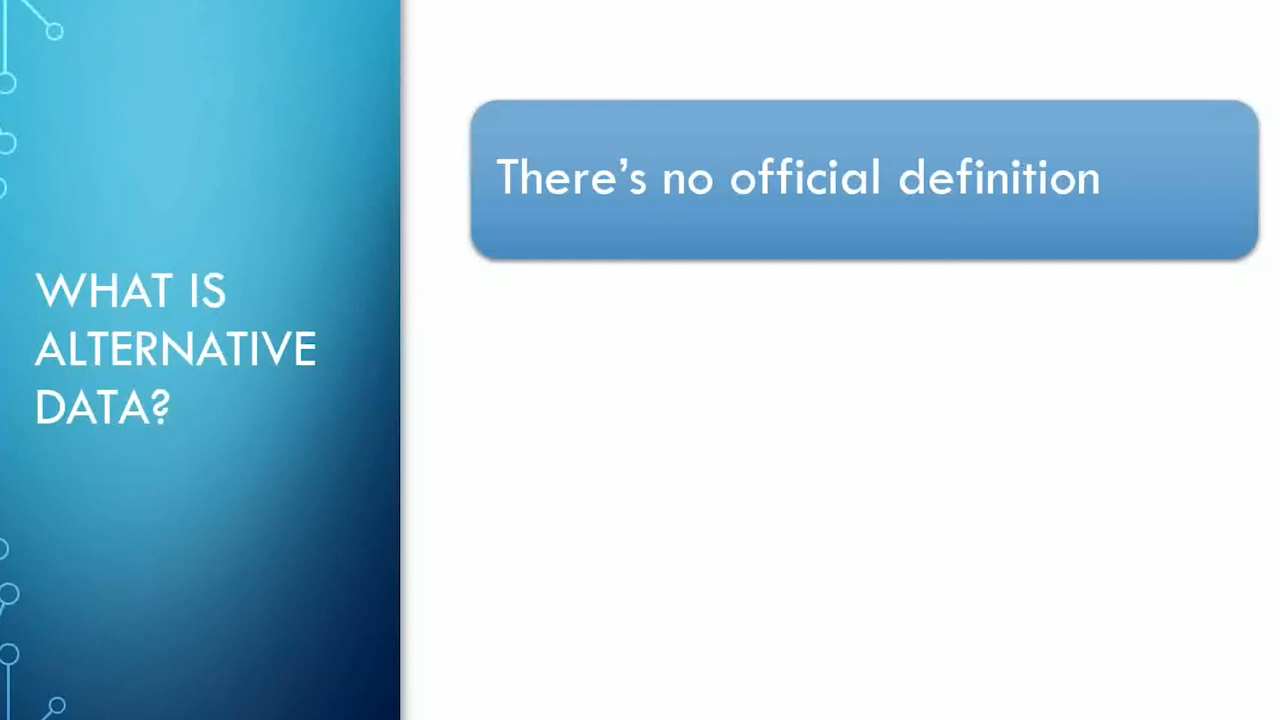 WHAT IS
ALTERNATIVE
DATA?
There’s no official definition